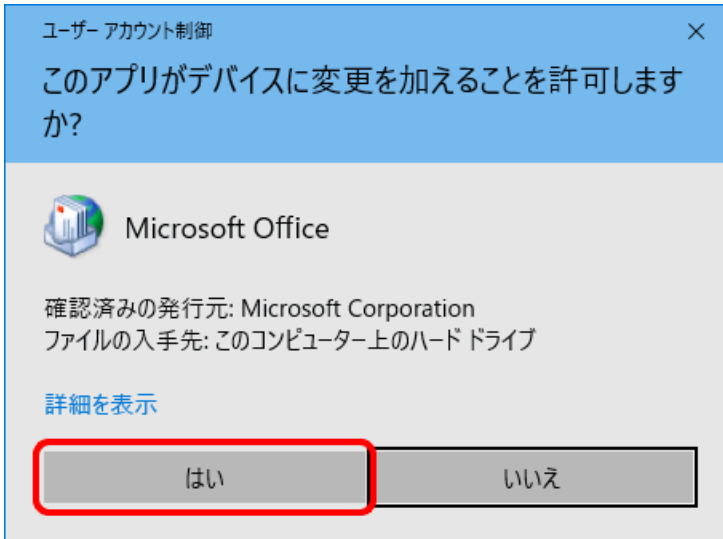 ユーザー アカウント制御
このアプリがデバイスに変更を加えることを許可します
か?
Microsoft Office
確認済みの発行元: Microsoft Corporation
ファイルの入手先: このコンピューター上のハード ドライブ
詳細を表示
はい
いいえ